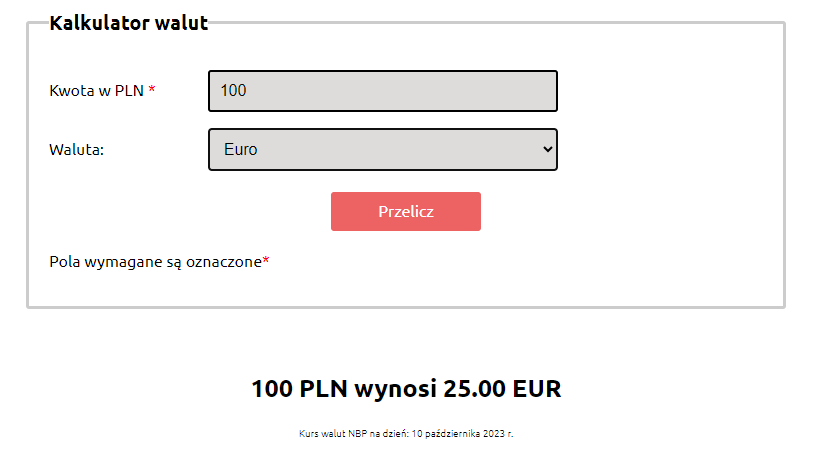 Kalkulator walut
Kwota w PLN *
100
Waluta:
Euro
Przelicz
Pola wymagane są oznaczone*
100 PLN wynosi 25.00 EUR
Kurs walut NBP na dzień: 10 października 2023 r.